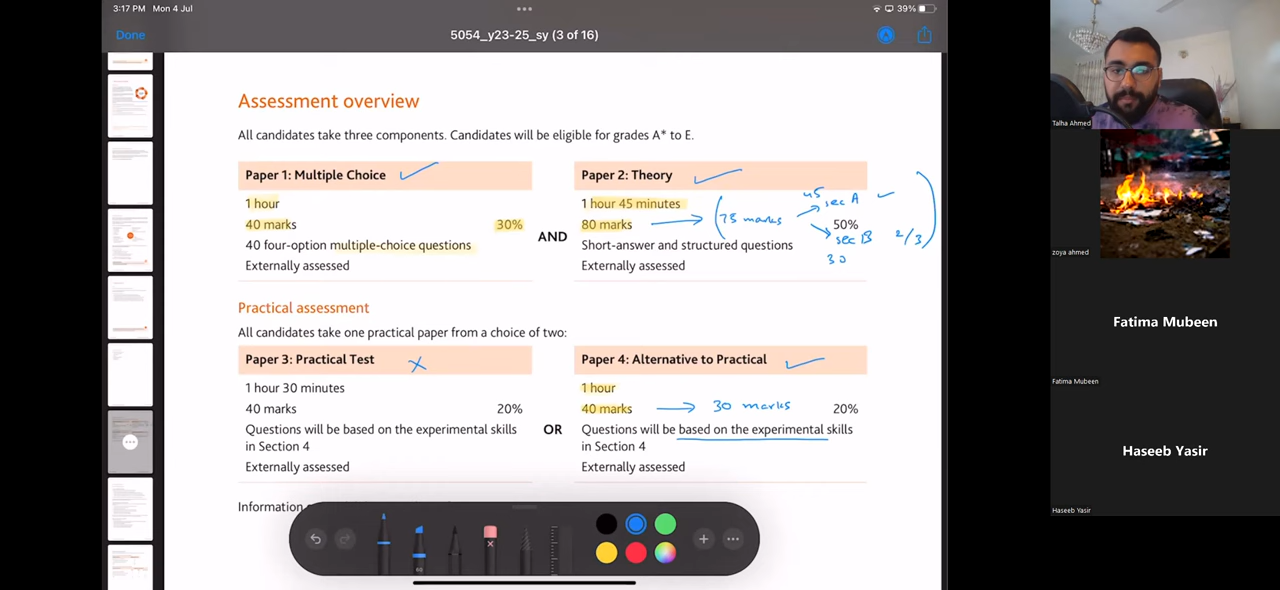 3:17 PM Mon 4 Jul
39%
Done
5054_y23-25_sy (3 of 16)
Assessment overview
All candidates take three components. Candidates will be eligible for grades A* to E.
Paper 1: Multiple Choice
1 hour
40 marks 30%
40 four-option multiple-choice questions
Externally assessed
AND
Paper 2: Theory
1 hour 45 minutes
80 marks 50%
Short-answer and structured questions
Externally assessed
75 marks
45
sec A
sec B 2/3
30
Practical assessment
All candidates take one practical paper from a choice of two:
Paper 3: Practical Test
1 hour 30 minutes
40 marks 20%
Questions will be based on the experimental skills
in Section 4
Externally assessed
OR
Paper 4: Alternative to Practical
1 hour
40 marks 30 marks 20%
Questions will be based on the experimental skills
in Section 4
Externally assessed
Information
Talha Ahmed
zoya ahmed
Fatima Mubeen
Fatima Mubeen
Haseeb Yasir
Haseeb Yasir